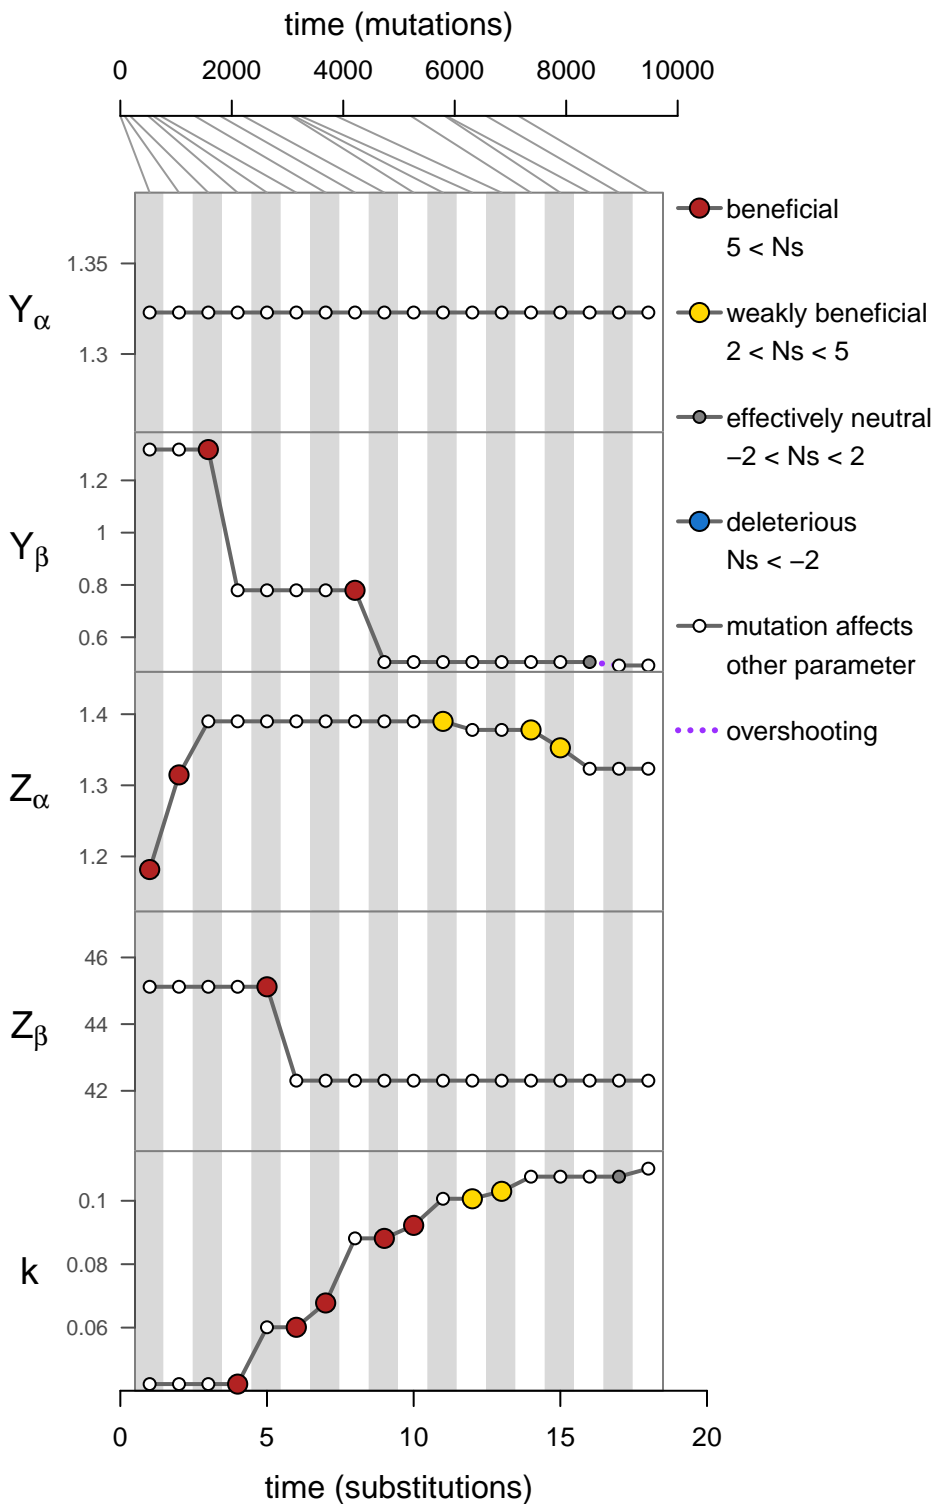 time (mutations)
0 2000 4000 6000 8000 10000
beneficial
5 < Ns
weakly beneficial
2 < Ns < 5
effectively neutral
−2 < Ns < 2
deleterious
Ns < −2
mutation affects
other parameter
overshooting
Yα
1.35
1.3
Yβ
1.2
1
0.8
0.6
Zα
1.4
1.3
1.2
Zβ
46
44
42
k
0.1
0.08
0.06
0 5 10 15 20
time (substitutions)